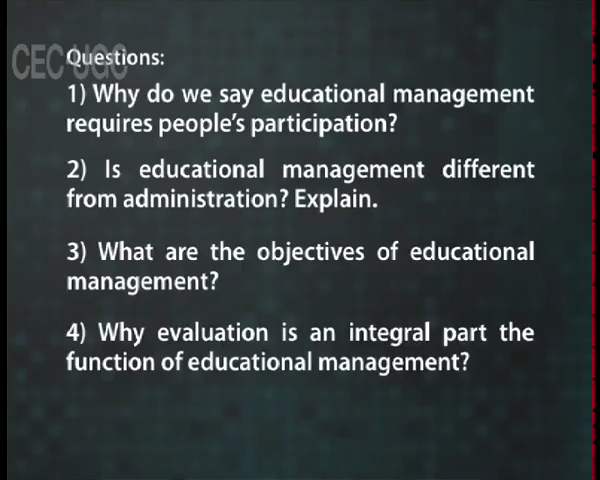 CEC UGC
Questions:
1) Why do we say educational management
requires people's participation?
2) Is educational management different
from administration? Explain.
3) What are the objectives of educational
management?
4) Why evaluation is an integral part the
function of educational management?